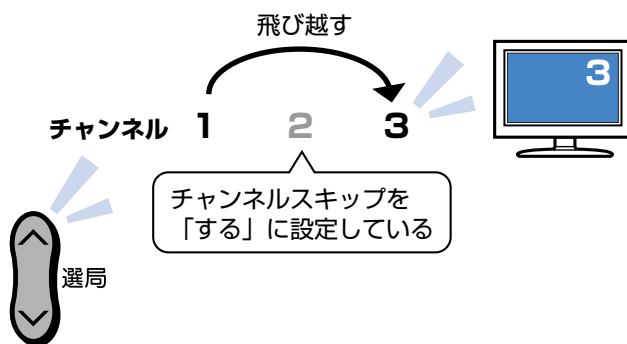 飛び越す
3
チャンネル 1 2 3
チャンネルスキップを
「する」に設定している
選局